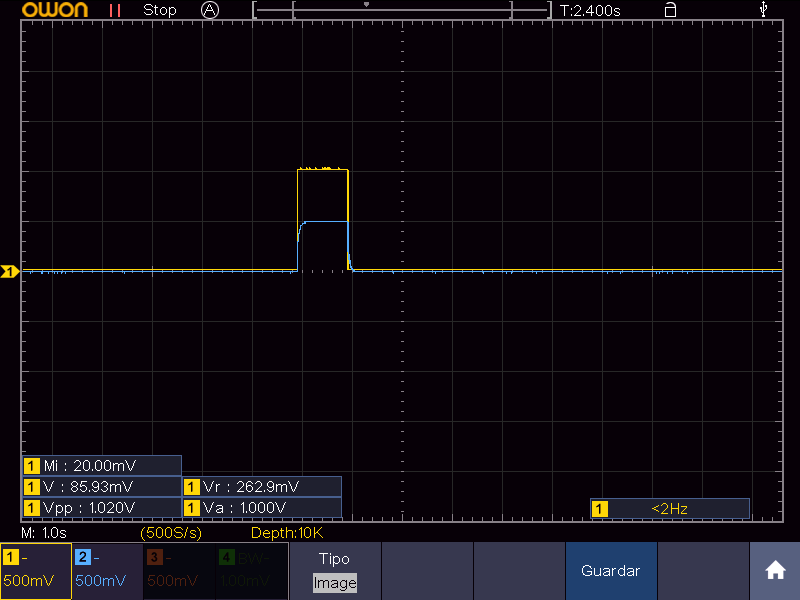 owon Stop A T:2.400s
1
1 Mi : 20.00mV
1 V : 85.93mV 1 Vr : 262.9mV
1 Vpp : 1.020V 1 Va : 1.000V
1 <2Hz
M: 1.0s (500S/s) Depth:10K
1 - 2 - 3 - 4 BW- Tipo
500mV 500mV 500mV 1.00mV Image
Guardar